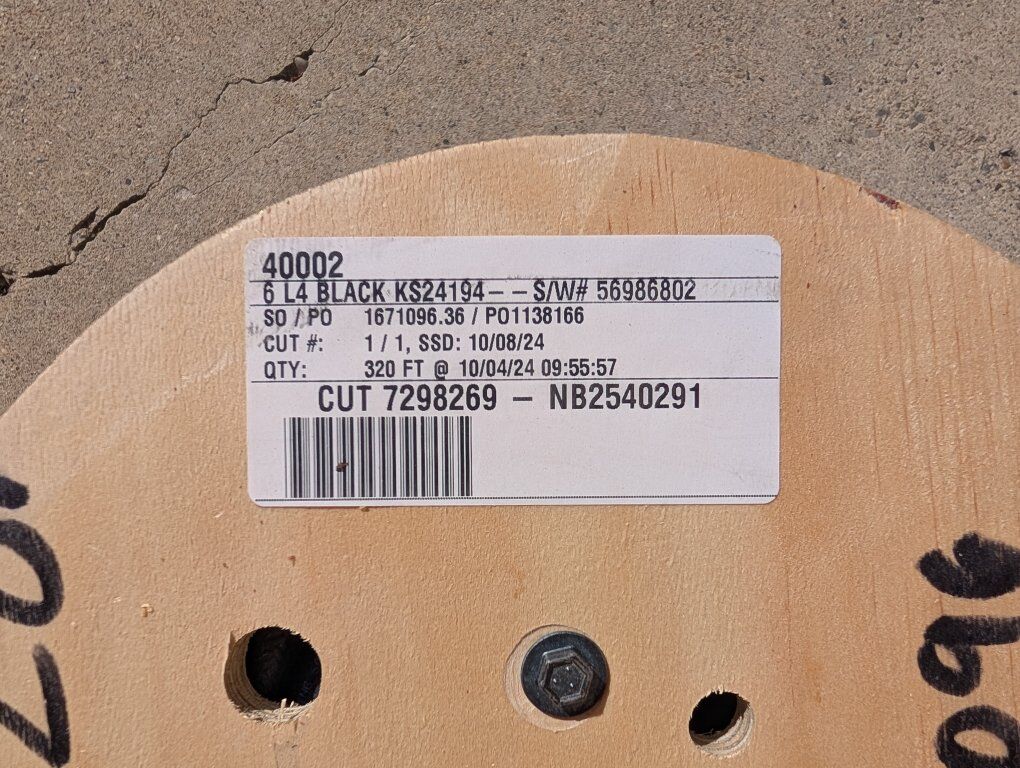 40002
6 L4 BLACK KS24194– – S/W# 56986802
SO / PO 1671096.36 / PO1138166
CUT #: 1 / 1, SSD: 10/08/24
QTY: 320 FT @ 10/04/24 09:55:57
CUT 7298269 – NB2540291
096